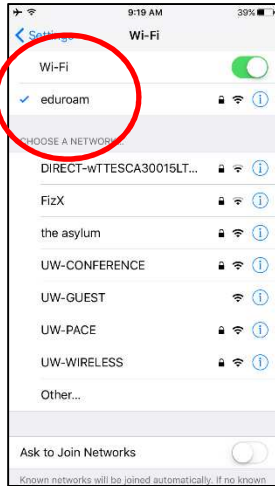 9:19 AM
39%
Settings
Wi-Fi
Wi-Fi
eduroam
CHOOSE A NETWORK...
DIRECT-wTTESCA30015LT...
FizX
the asylum
UW-CONFERENCE
UW-GUEST
UW-PACE
UW-WIRELESS
Other...
Ask to Join Networks
Known networks will be joined automatically. If no known